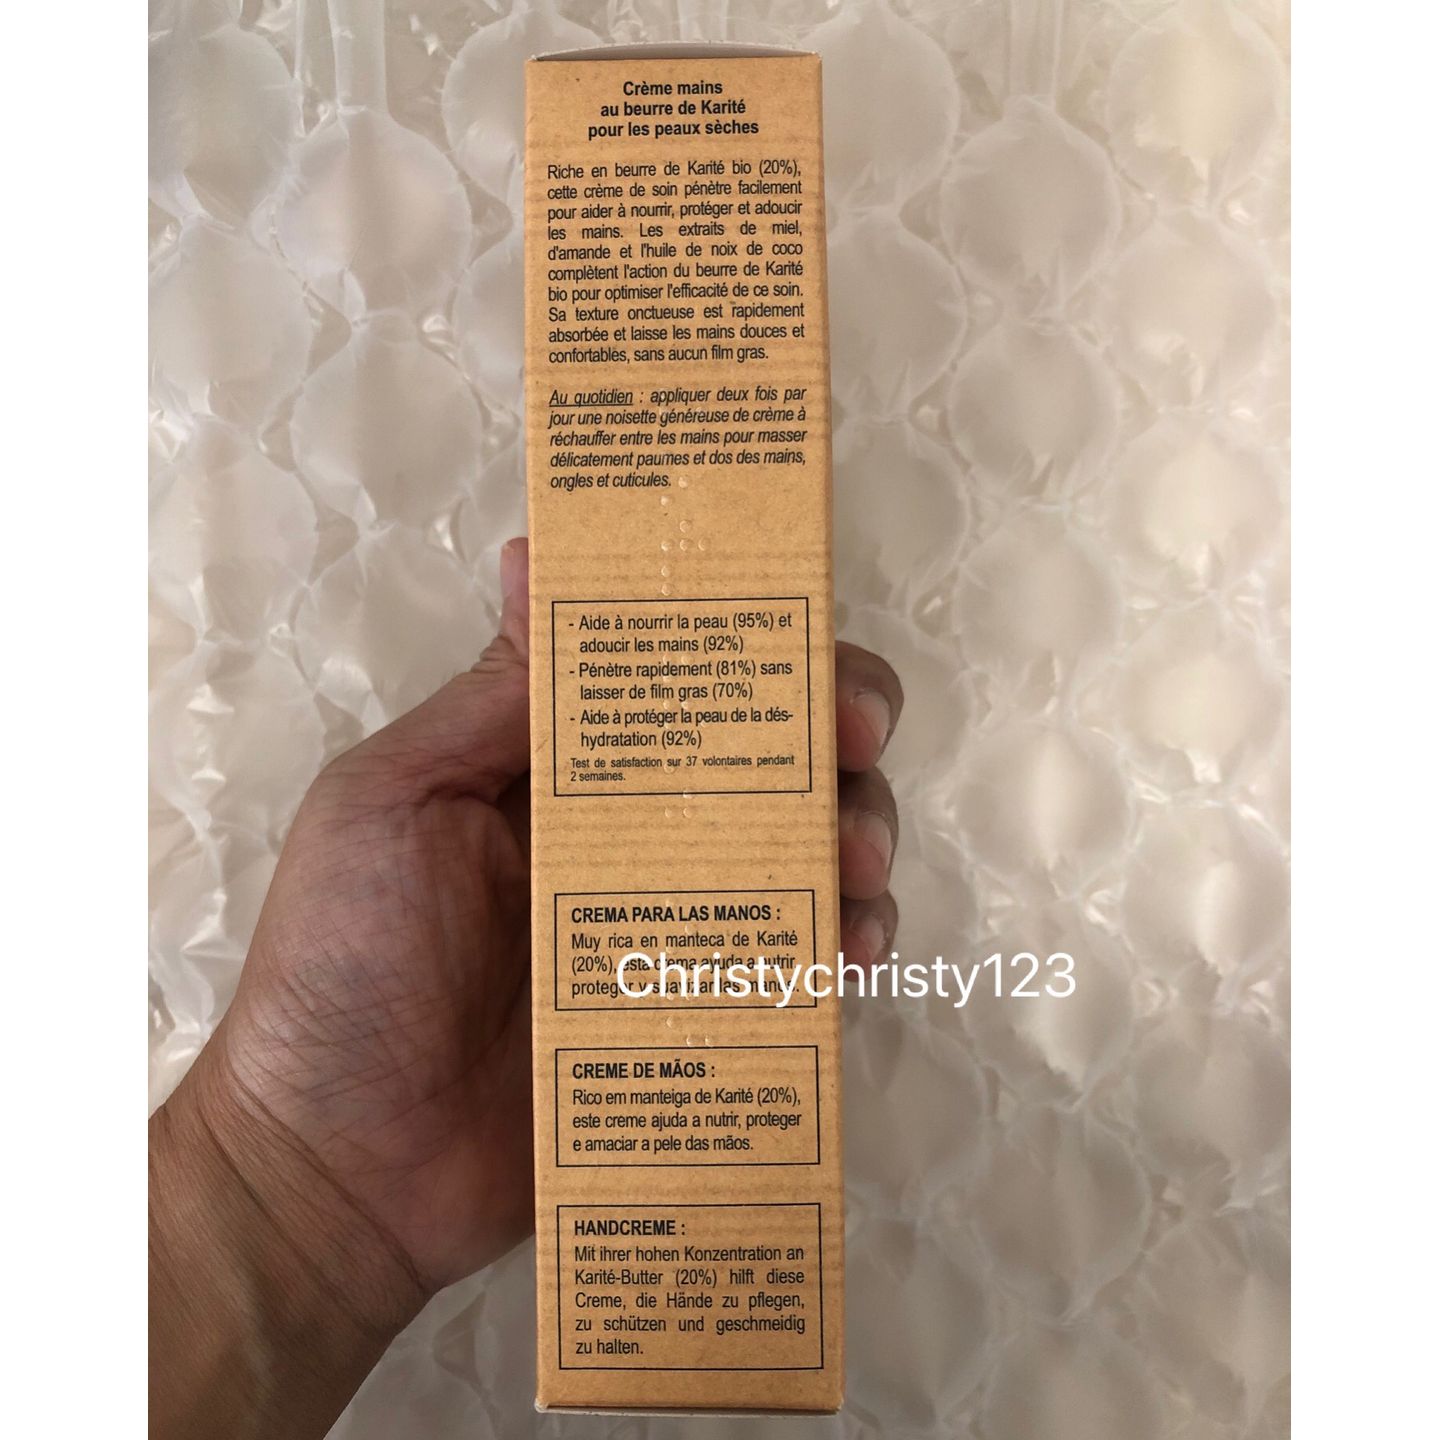 Crème mains
au beurre de Karité
pour les peaux sèches
Riche en beurre de Karité bio (20%),
cette crème de soin pénètre facilement
pour aider à nourrir, protéger et adoucir
les mains. Les extraits de miel,
d'amande et l'huile de noix de coco
complètent l'action du beurre de Karité
bio pour optimiser l'efficacité de ce soin.
Sa texture onctueuse est rapidement
absorbée et laisse les mains douces et
confortables, sans aucun film gras.
Au quotidien : appliquer deux fois par
jour une noisette généreuse de crème à
réchauffer entre les mains pour masser
délicatement paumes et dos des mains,
ongles et cuticules.
- Aide à nourrir la peau (95%) et
adoucir les mains (92%)
- Pénètre rapidement (81%) sans
laisser de film gras (70%)
- Aide à protéger la peau de la dés-
hydratation (92%)
Test de satisfaction sur 37 volontaires pendant
2 semaines.
CREMA PARA LAS MANOS :
Muy rica en manteca de Karité
(20%), esta crema ayuda a nutrir,
proteger y suavizar las manos.
Christychristy123
CREME DE MÃOS :
Rico em manteiga de Karité (20%),
este creme ajuda a nutrir, proteger
e amaciar a pele das mãos.
HANDCREME :
Mit ihrer hohen Konzentration an
Karité-Butter (20%) hilft diese
Creme, die Hände zu pflegen,
zu schützen und geschmeidig
zu halten.